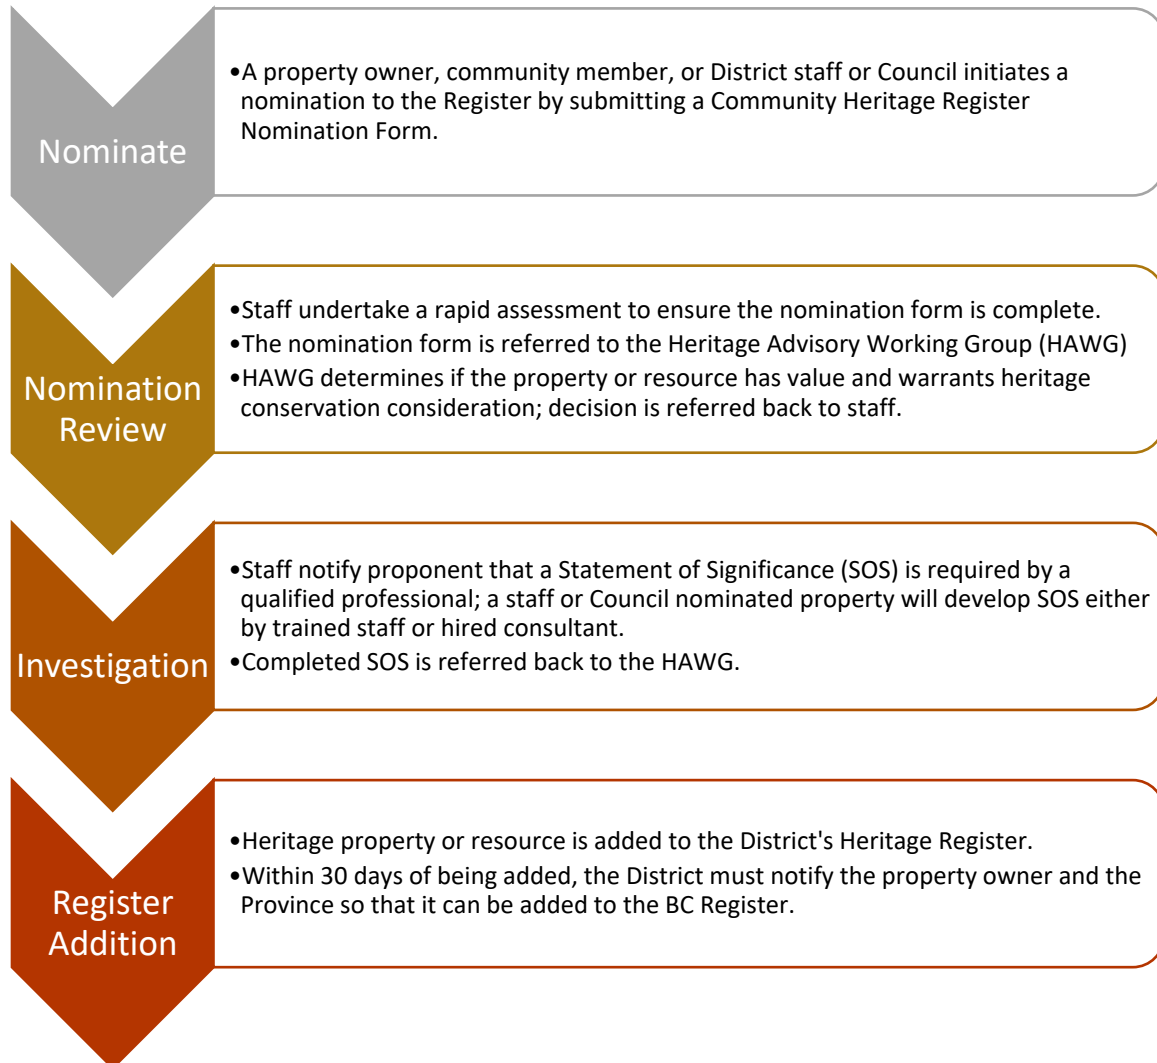 Nominate
•A property owner, community member, or District staff or Council initiates a
nomination to the Register by submitting a Community Heritage Register
Nomination Form.
Nomination
Review
•Staff undertake a rapid assessment to ensure the nomination form is complete.
•The nomination form is referred to the Heritage Advisory Working Group (HAWG)
•HAWG determines if the property or resource has value and warrants heritage
conservation consideration; decision is referred back to staff.
Investigation
•Staff notify proponent that a Statement of Significance (SOS) is required by a
qualified professional; a staff or Council nominated property will develop SOS either
by trained staff or hired consultant.
•Completed SOS is referred back to the HAWG.
Register
Addition
•Heritage property or resource is added to the District's Heritage Register.
•Within 30 days of being added, the District must notify the property owner and the
Province so that it can be added to the BC Register.